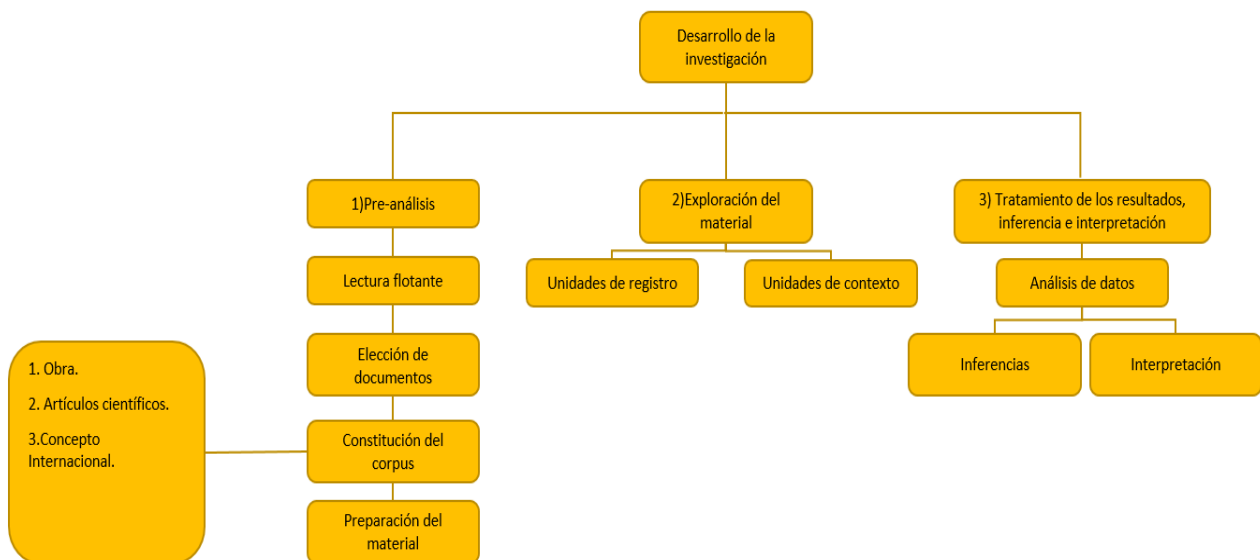 Desarrollo de la
investigación
1)Pre-análisis
2)Exploración del
material
3) Tratamiento de los resultados,
inferencia e interpretación
Lectura flotante
Unidades de registro
Unidades de contexto
Análisis de datos
Elección de
documentos
Inferencias
Interpretación
1. Obra.
2. Artículos científicos.
3.Concepto
Internacional.
Constitución del
corpus
Preparación del
material